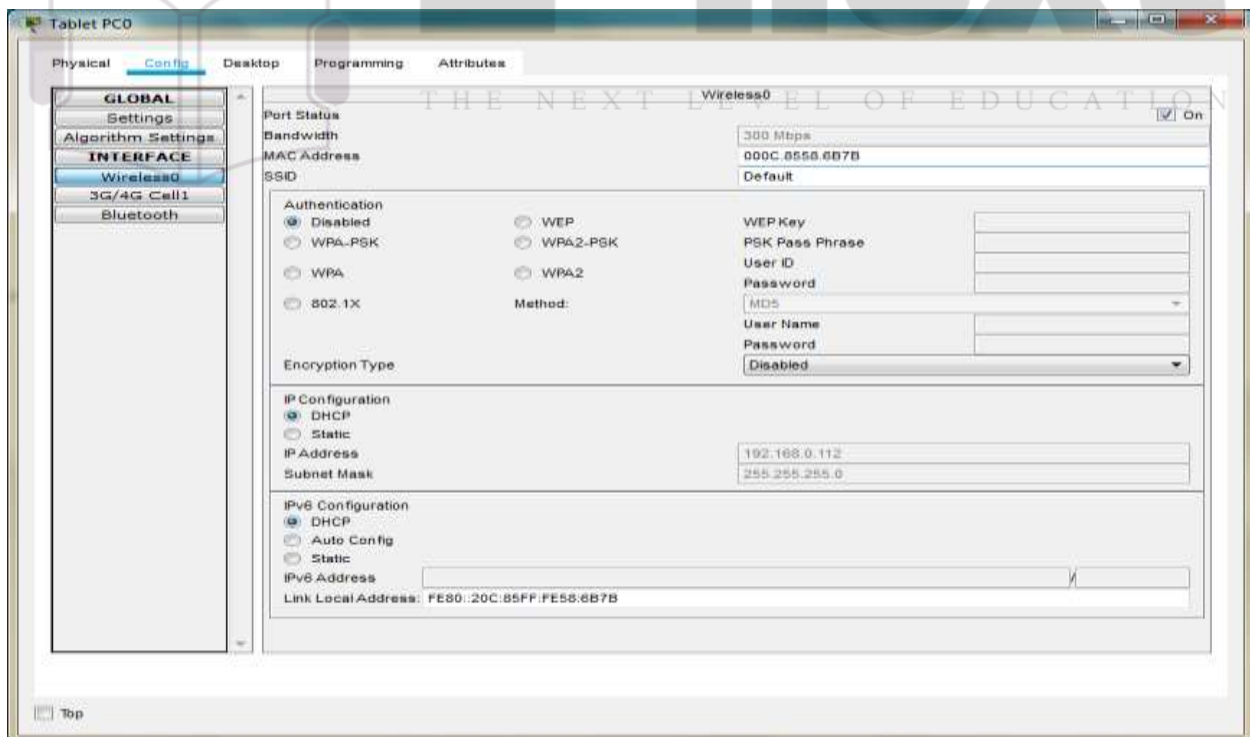 Tablet PC0
Physical Config Desktop Programming Attributes
THE NEXT LEVEL OF EDUCATION
GLOBAL
Settings
Algorithm Settings
INTERFACE
Wireless0
3G/4G Cell1
Bluetooth
Wireless0
Port Status On
Bandwidth 300 Mbps
MAC Address 000C.8558.6B7B
SSID Default
Authentication
Disabled WEP WEP Key
WPA-PSK WPA2-PSK PSK Pass Phrase
User ID
WPA WPA2
Password
802.1X Method: MD5
User Name
Password
Encryption Type Disabled
IP Configuration
DHCP
Static
IP Address 192.168.0.112
Subnet Mask 255.255.255.0
IPv6 Configuration
DHCP
Auto Config
Static
IPv6 Address /
Link Local Address: FE80::20C:85FF:FE58:6B7B
Top